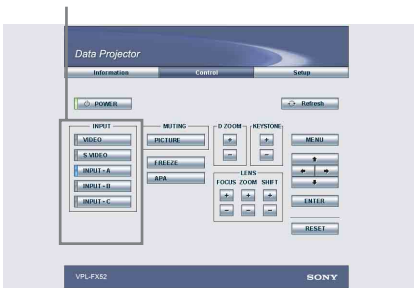 Data Projector
Information Control Setup
POWER
Refresh
INPUT
VIDEO
S VIDEO
INPUT - A
INPUT - B
INPUT - C
MUTING
PICTURE
FREEZE
APA
D ZOOM
+
−
KEYSTONE
+
−
LENS
FOCUS ZOOM SHIFT
+ + +
− − −
MENU
ENTER
RESET
VPL-FX52 SONY